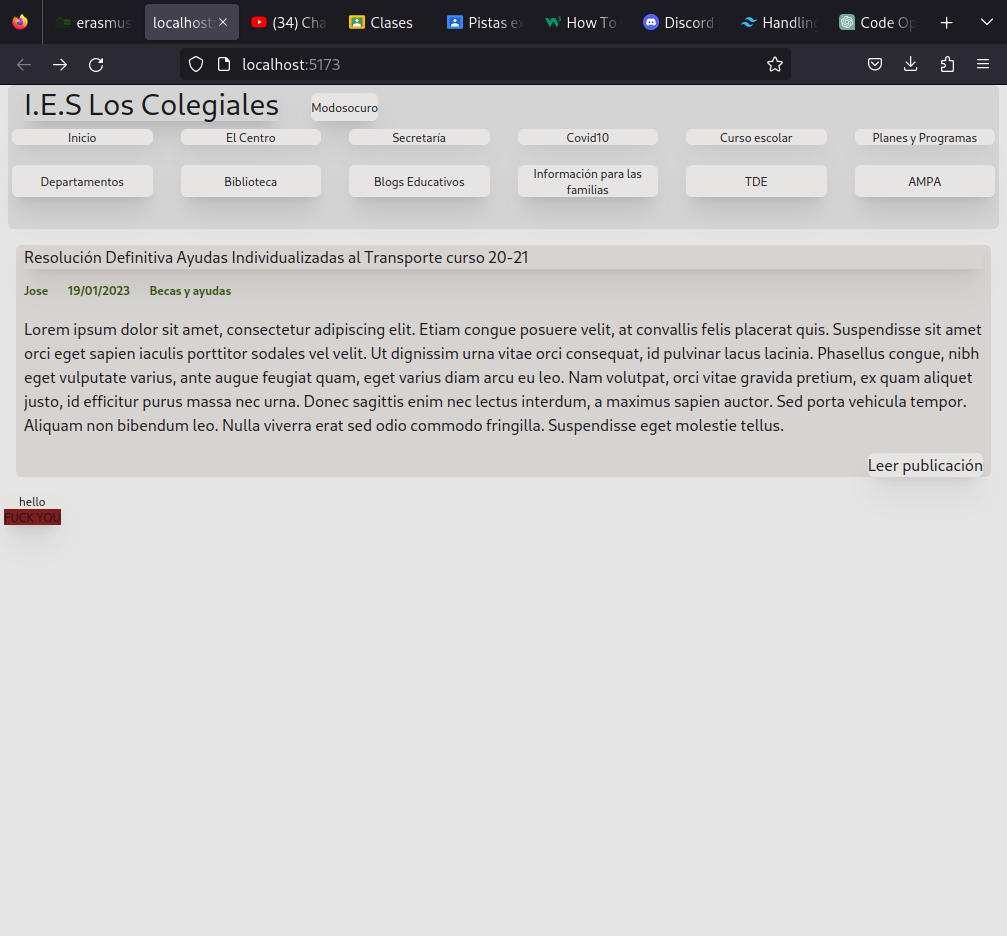 erasmus
localhost:
(34) Cha
Clases
Pistas ex
How To
Discord
Handling
Code Op
localhost:5173
I.E.S Los Colegiales
Modosocuro
Inicio
El Centro
Secretaría
Covid10
Curso escolar
Planes y Programas
Departamentos
Biblioteca
Blogs Educativos
Información para las
familias
TDE
AMPA
Resolución Definitiva Ayudas Individualizadas al Transporte curso 20-21
Jose 19/01/2023 Becas y ayudas
Lorem ipsum dolor sit amet, consectetur adipiscing elit. Etiam congue posuere velit, at convallis felis placerat quis. Suspendisse sit amet
orci eget sapien iaculis porttitor sodales vel velit. Ut dignissim urna vitae orci consequat, id pulvinar lacus lacinia. Phasellus congue, nibh
eget vulputate varius, ante augue feugiat quam, eget varius diam arcu eu leo. Nam volutpat, orci vitae gravida pretium, ex quam aliquet
justo, id efficitur purus massa nec urna. Donec sagittis enim nec lectus interdum, a maximus sapien auctor. Sed porta vehicula tempor.
Aliquam non bibendum leo. Nulla viverra erat sed odio commodo fringilla. Suspendisse eget molestie tellus.
Leer publicación
hello
FUCK YOU